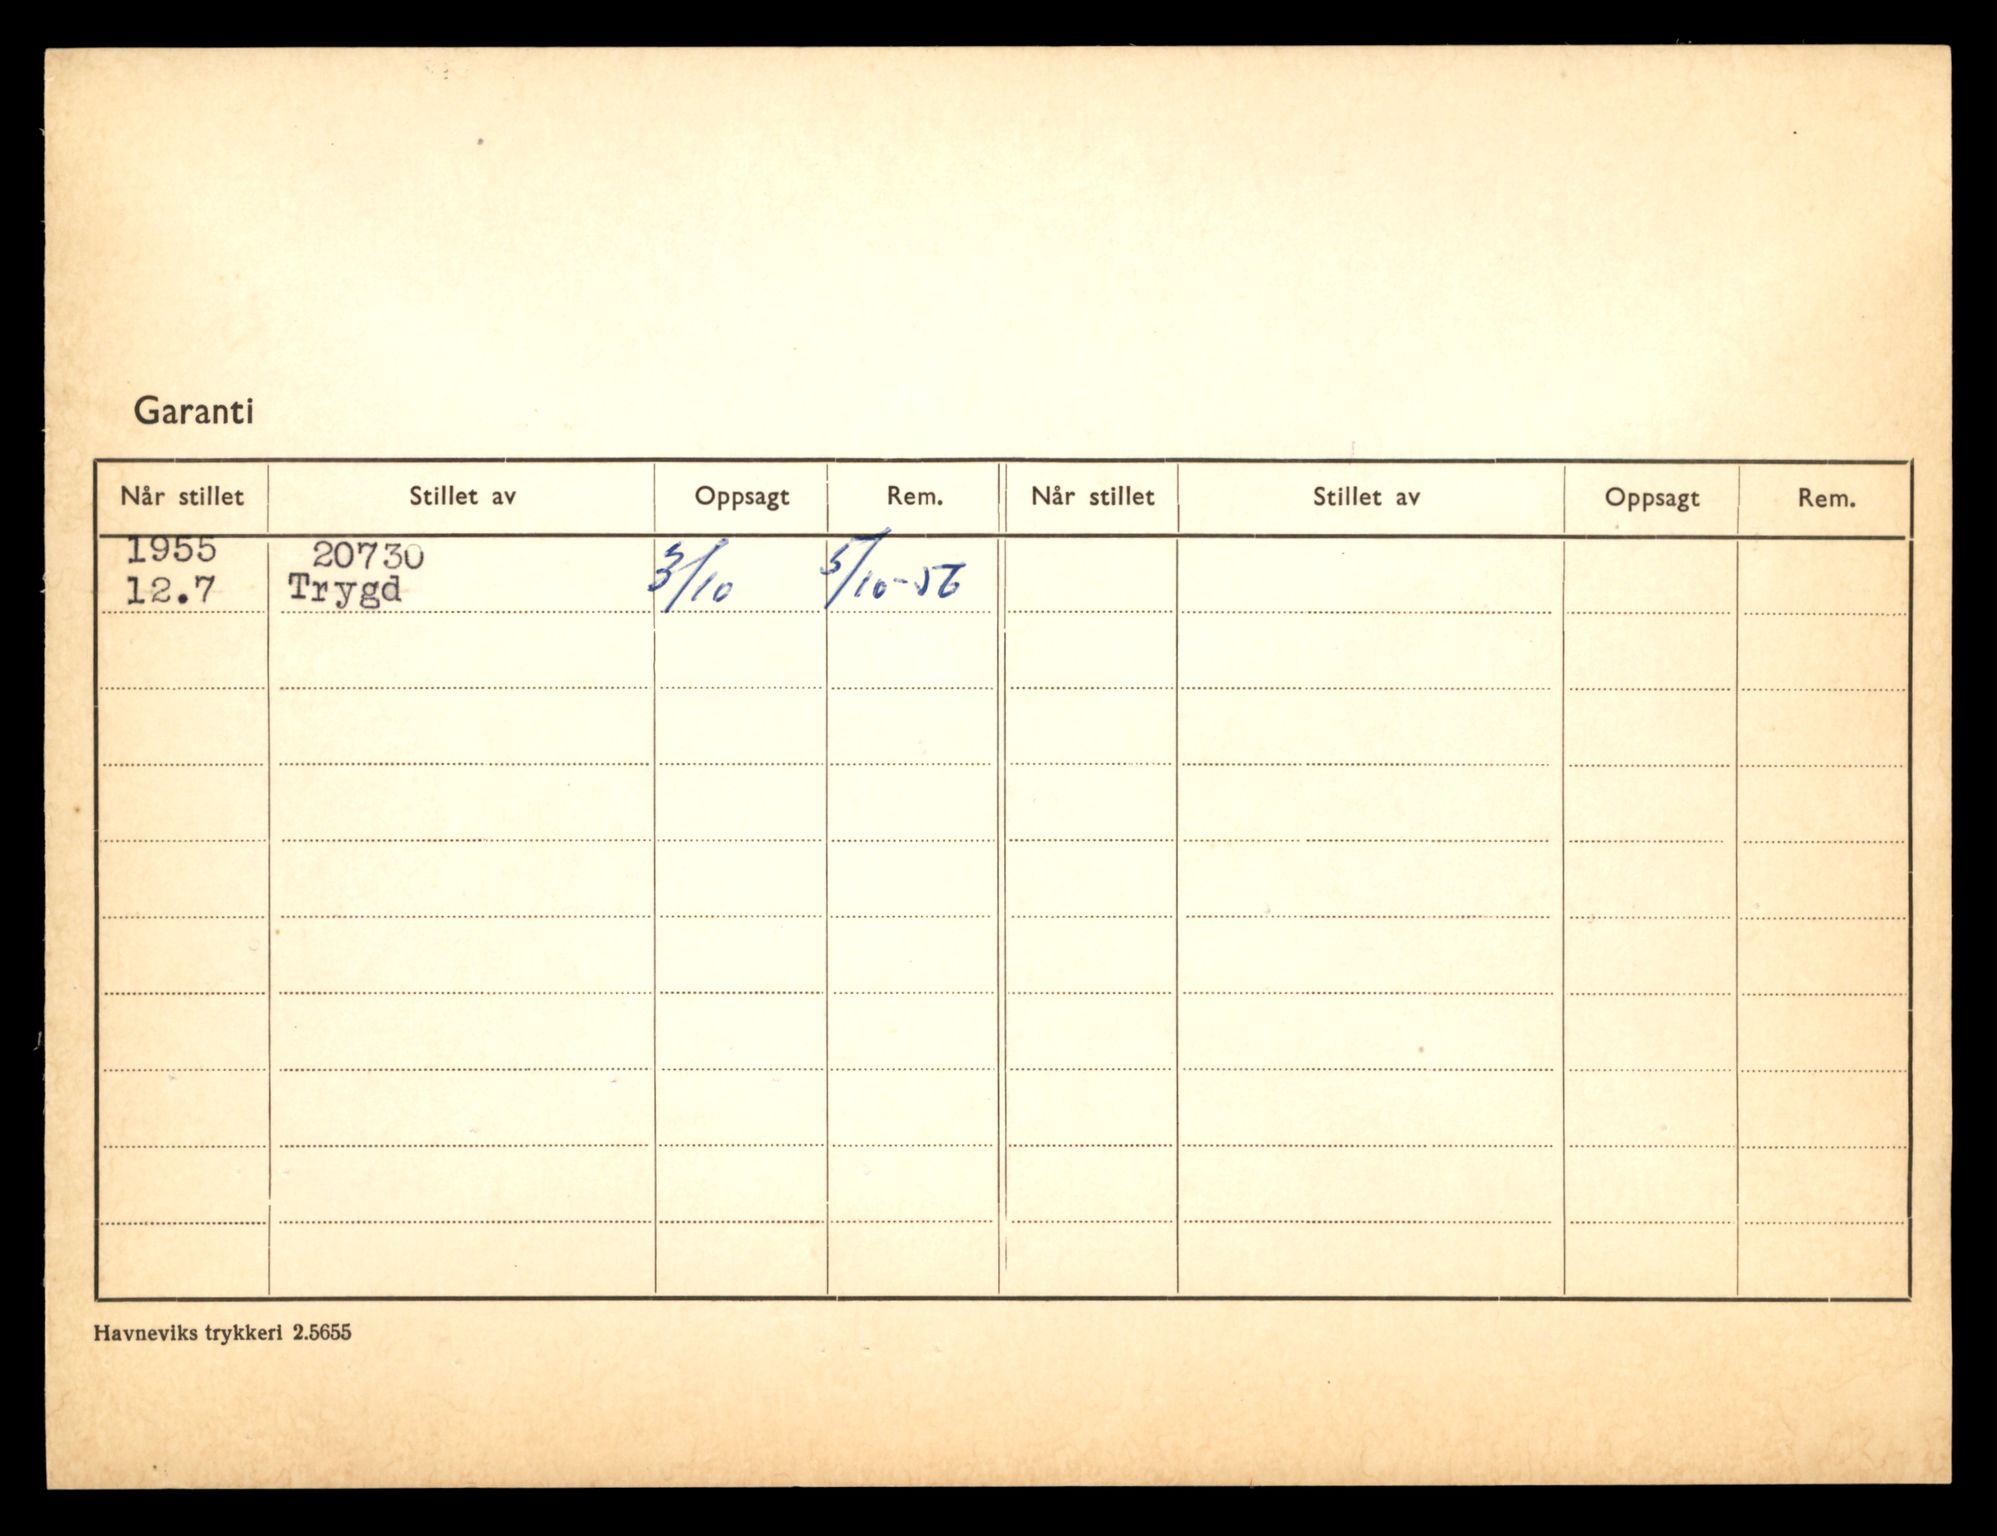 Garanti
Når stillet Stillet av Oppsagt Rem. Når stillet Stillet av Oppsagt Rem.
1955 20730
12.7 Trygd 3/10 5/10-56
Havneviks trykkeri 2.5655